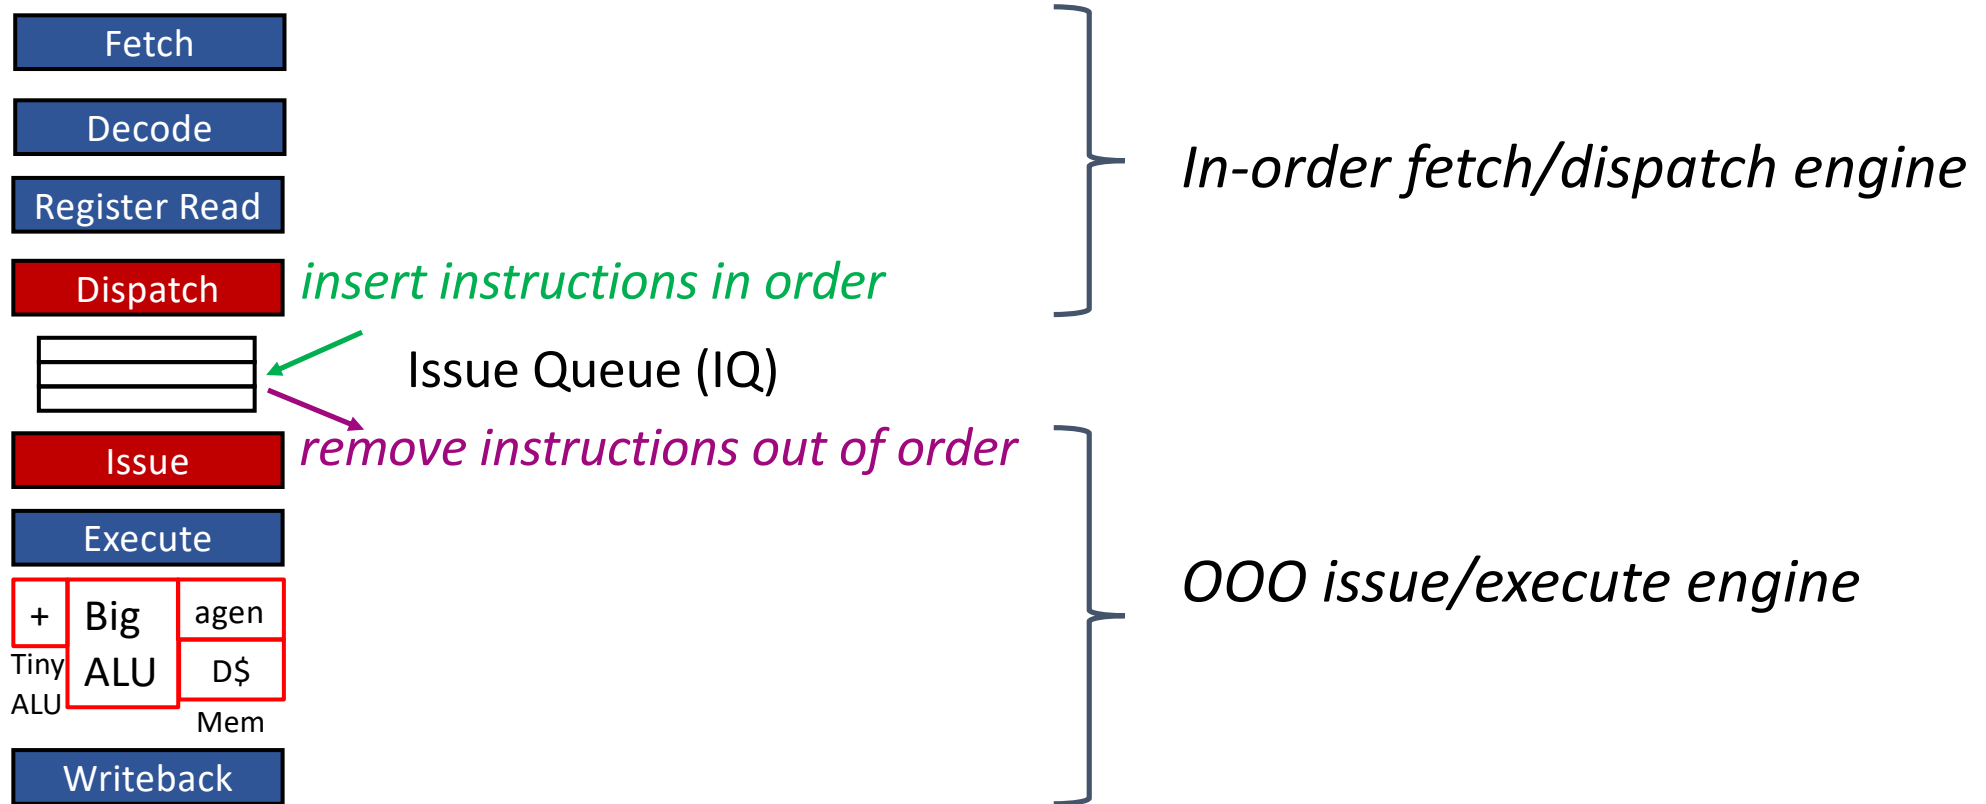 Fetch
Decode
In-order fetch/dispatch engine
Register Read
Dispatch
insert instructions in order
Issue Queue (IQ)
Issue
remove instructions out of order
Execute
OOO issue/execute engine
+
Big
ALU
agen
D$
Tiny
ALU
Mem
Writeback